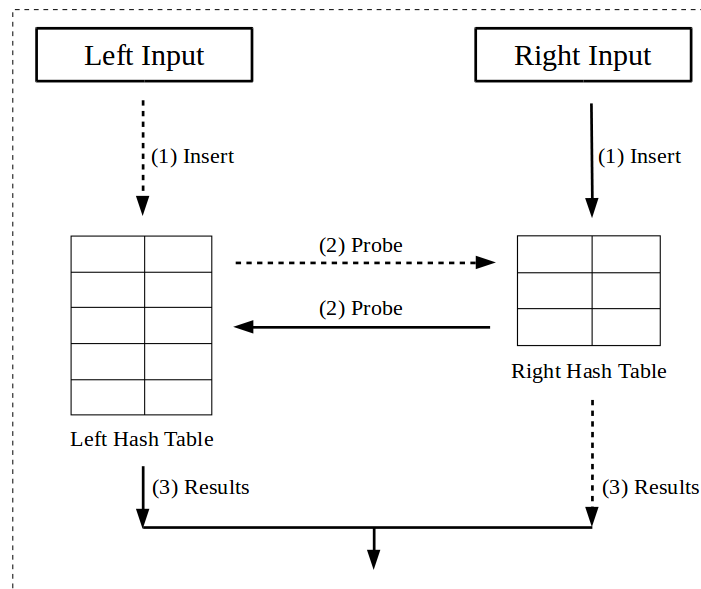 Left Input
Right Input
(1) Insert
(1) Insert
(2) Probe
(2) Probe
Right Hash Table
Left Hash Table
(3) Results
(3) Results